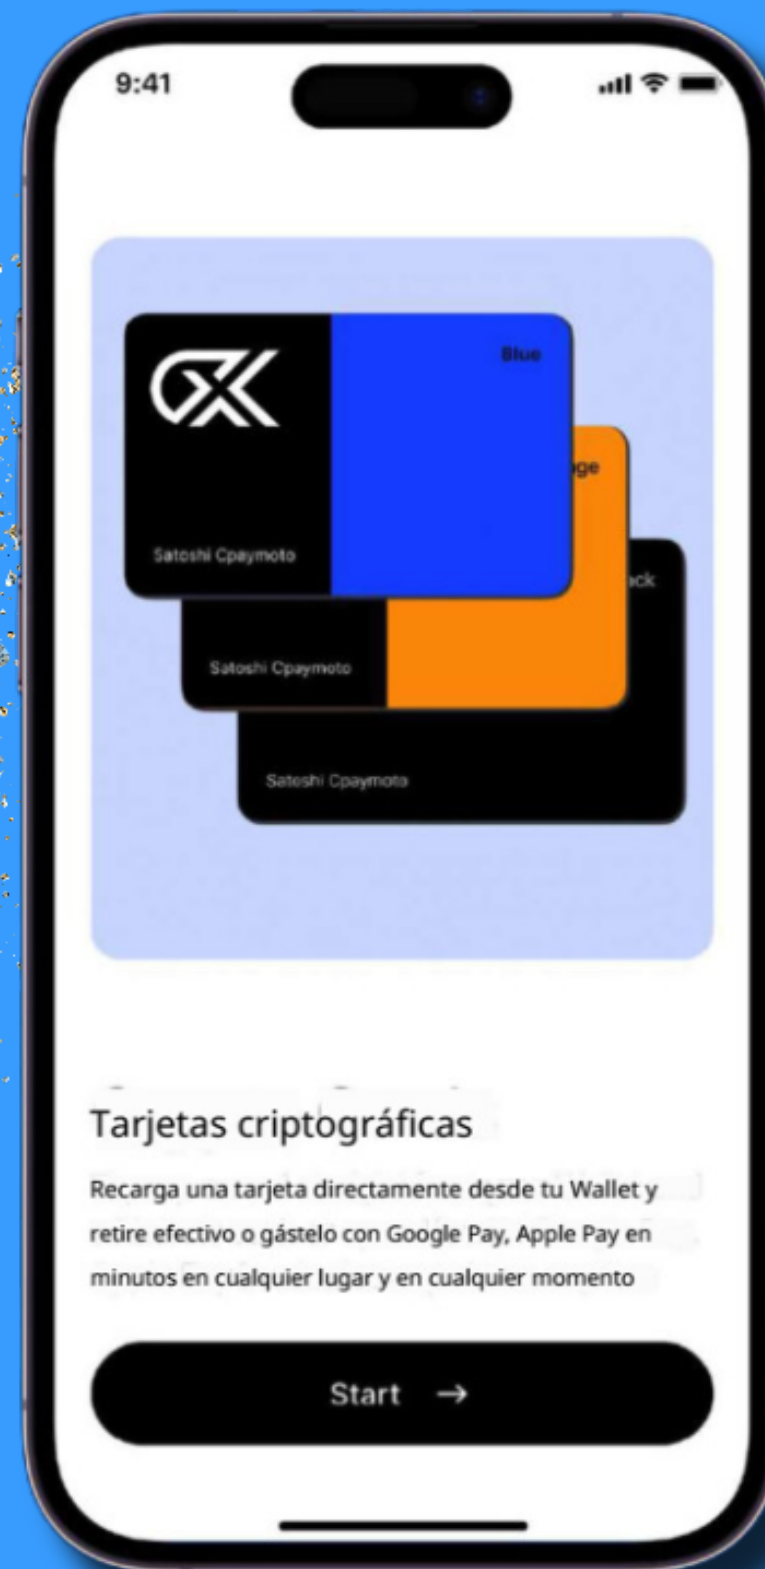 9:41
Blue
Satoshi Cpaymoto
Satoshi Cpaymoto
Satoshi Cpaymoto
Tarjetas criptográficas
Recarga una tarjeta directamente desde tu Wallet y
retire efectivo o gástelo con Google Pay, Apple Pay en
minutos en cualquier lugar y en cualquier momento
Start →